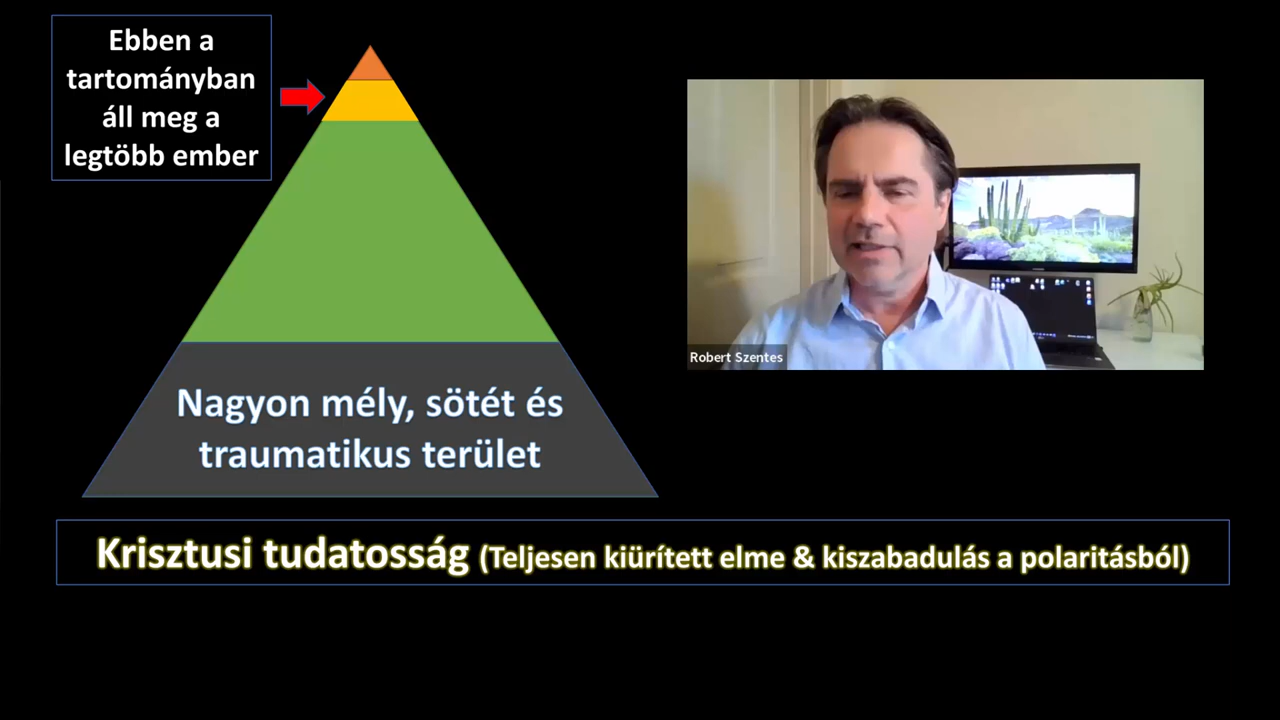 Ebben a
tartományban
áll meg a
legtöbb ember
Robert Szentes
Nagyon mély, sötét és
traumatikus terület
Krisztusi tudatosság (Teljesen kiürített elme & kiszabadulás a polaritásból)